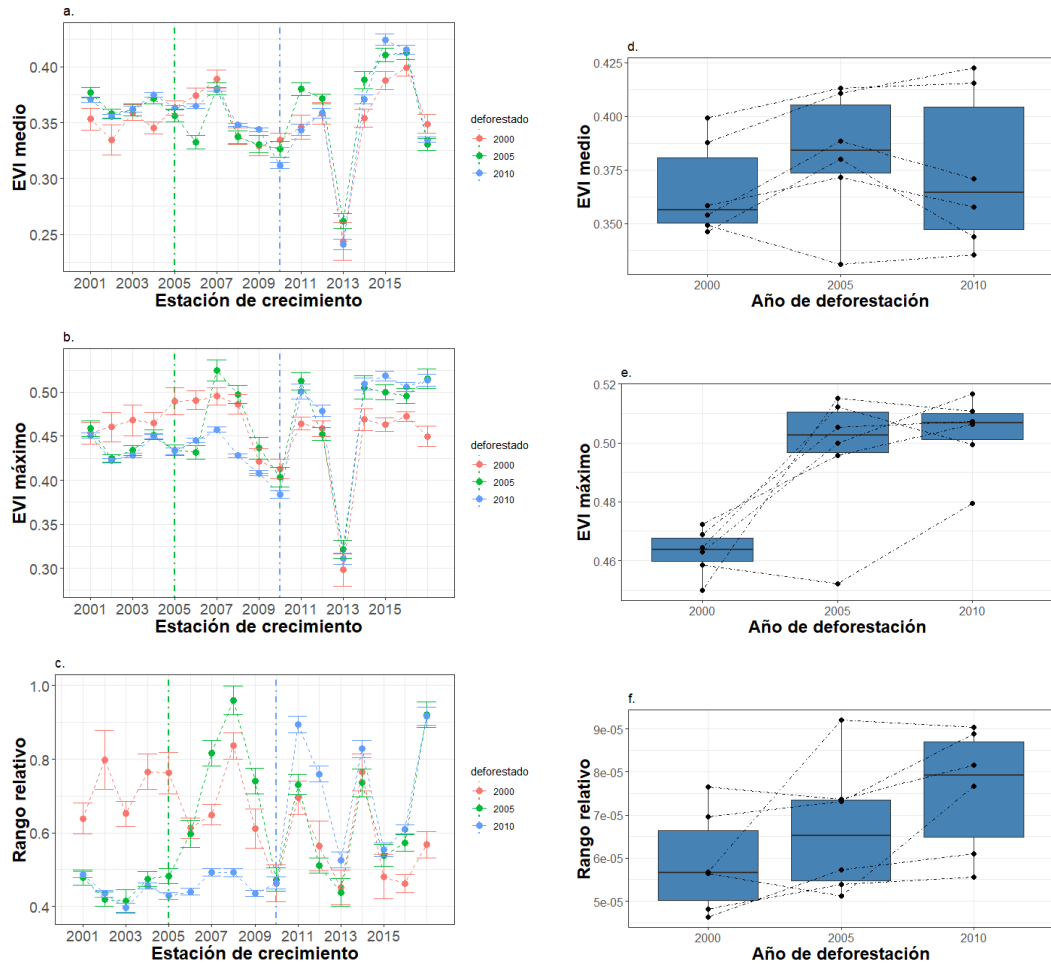 a.
EVI medio
0.40
0.35
0.30
0.25
2001 2003 2005 2007 2009 2011 2013 2015
Estación de crecimiento
deforestado
2000
2005
2010
d.
EVI medio
0.425
0.400
0.375
0.350
2000 2005 2010
Año de deforestación
b.
EVI máximo
0.50
0.45
0.40
0.35
0.30
2001 2003 2005 2007 2009 2011 2013 2015
Estación de crecimiento
deforestado
2000
2005
2010
e.
EVI máximo
0.52
0.50
0.48
0.46
2000 2005 2010
Año de deforestación
c.
Rango relativo
1.0
0.8
0.6
0.4
2001 2003 2005 2007 2009 2011 2013 2015
Estación de crecimiento
deforestado
2000
2005
2010
f.
Rango relativo
9e-05
8e-05
7e-05
6e-05
5e-05
2000 2005 2010
Año de deforestación